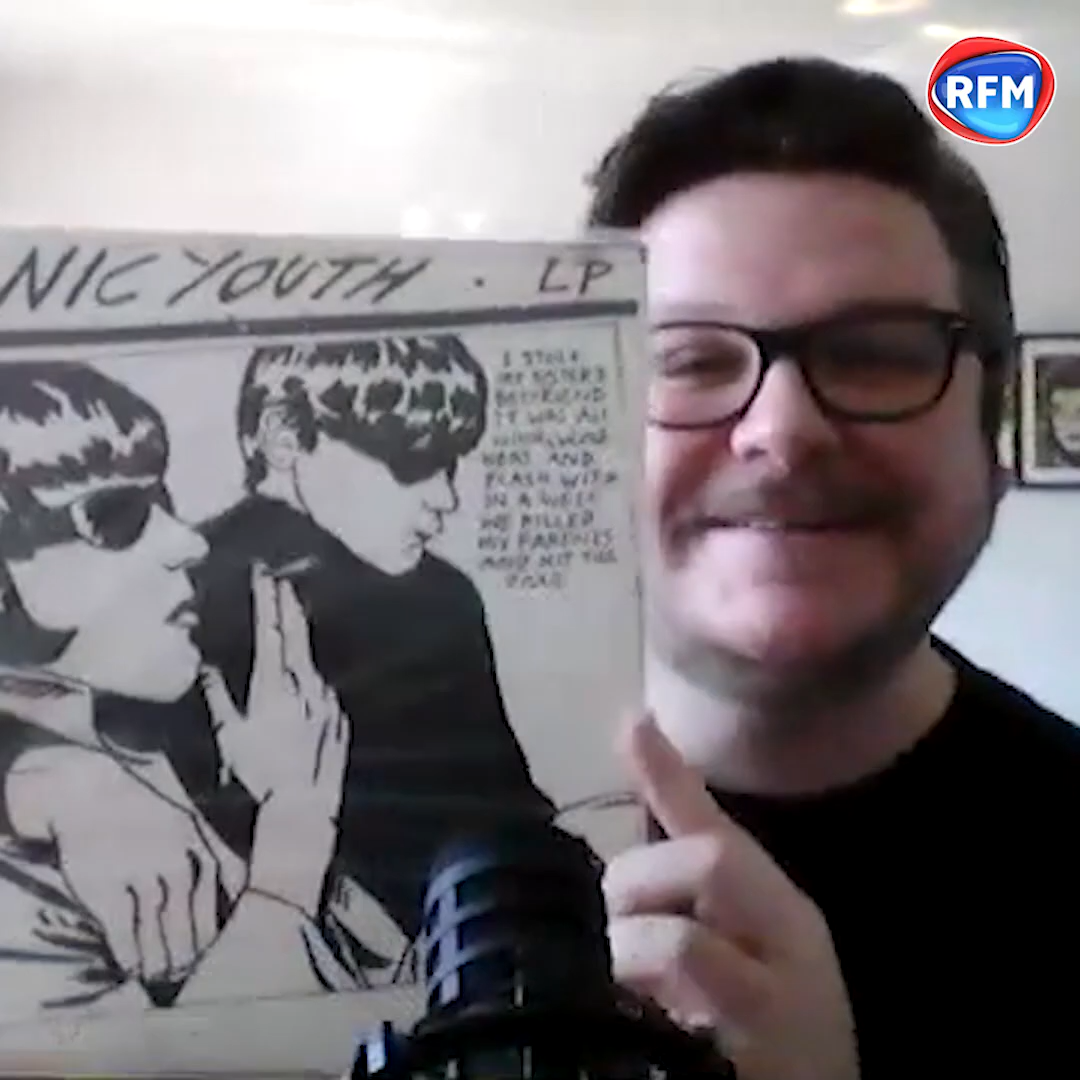 RFM
NIC YOUTH · LP
I STOLE
MY SISTER'S
BOYFRIEND
IT WAS ALL
WHIRLWIND
HEAT AND
FLASH WITH
IN A WEEK
WE KILLED
MY PARENTS
AND HIT THE
ROAD